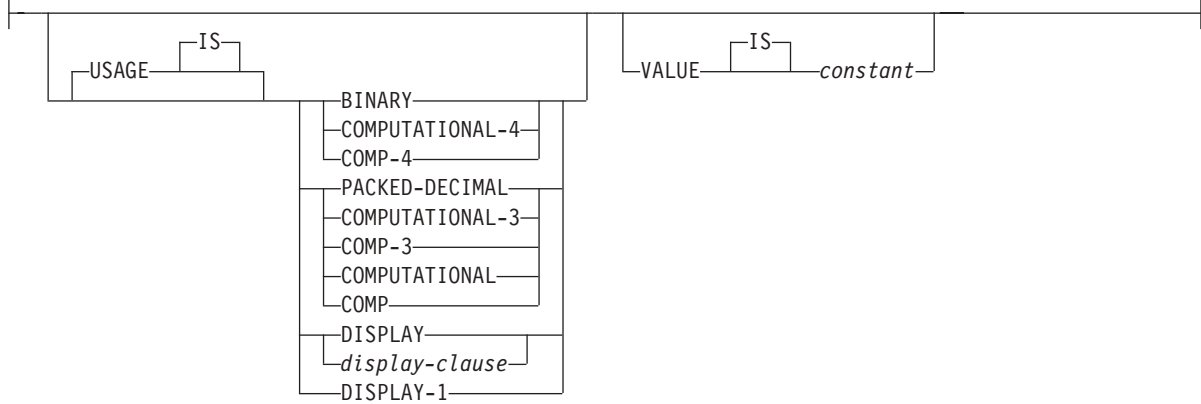 IS IS
USAGE VALUE constant
BINARY
COMPUTATIONAL-4
COMP-4
PACKED-DECIMAL
COMPUTATIONAL-3
COMP-3
COMPUTATIONAL
COMP
DISPLAY
display-clause
DISPLAY-1